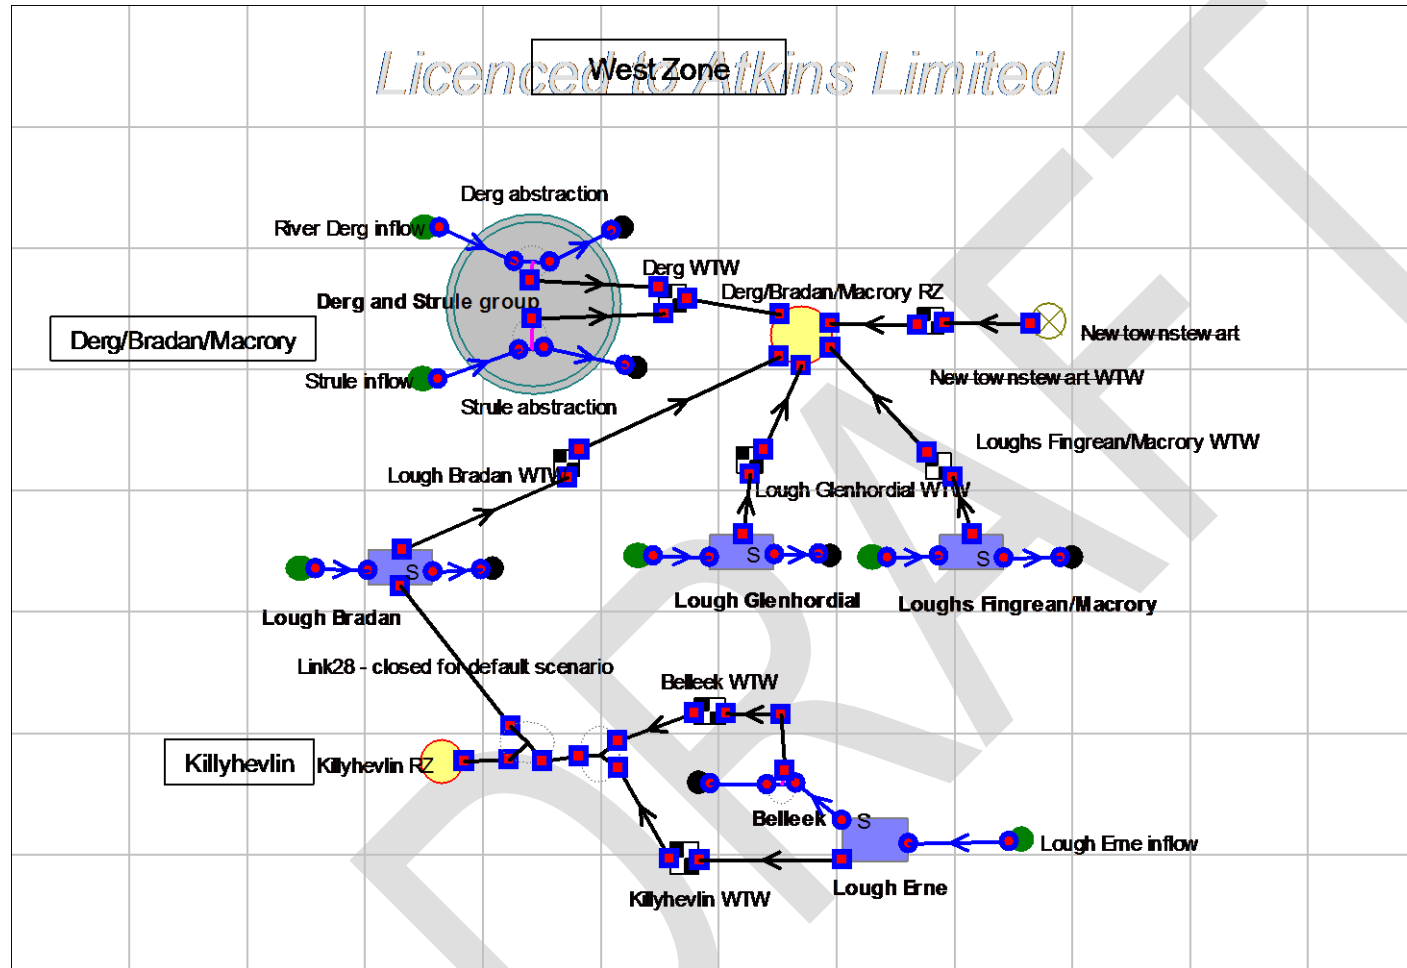 Licenced to Atkins Limited
West Zone
Derg abstraction
River Derg inflow
Derg WTW
Derg/Bradan/Macrory RZ
Derg and Strule group
Derg/Bradan/Macrory
New townstewart
Strule inflow
New townstewart WTW
Strule abstraction
Loughs Fingrean/Macrory WTW
Lough Bradan WTW
Lough Glenhordial WTW
S
S
S
Lough Glenhordial
Loughs Fingrean/Macrory
Lough Bradan
Link28 - closed for default scenario
Belleek WTW
Killyhevlin
Killyhevlin RZ
Belleek
S
Lough Erne inflow
Lough Erne
Killyhevlin WTW
DRAFT